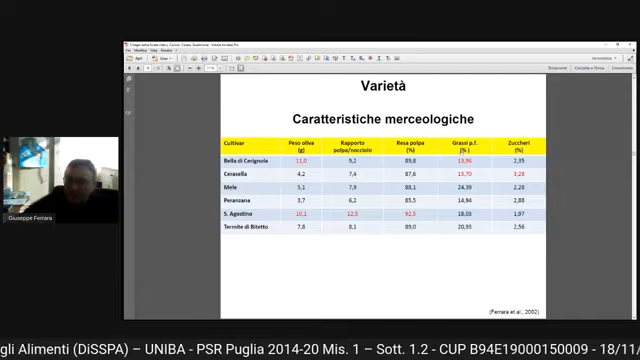 Varietà
Caratteristiche merceologiche
Cultivar Peso oliva (g) Rapporto polpa/nocciolo Resa polpa (%) Grassi p.f. (%) Zuccheri (%)
Bella di Cerignola 11,0 9,2 89,8 13,96 2,35
Cerasella 4,2 7,4 87,6 13,70 3,28
Mele 5,1 7,9 88,1 24,39 2,28
Peranzana 3,7 6,2 85,5 14,94 2,88
S. Agostino 10,1 12,5 92,5 18,03 1,97
Termite di Bitetto 7,8 8,1 89,0 20,93 2,56
(Ferrara et al., 2002)
Giuseppe Ferrara
gli Alimenti (DiSSPA) – UNIBA - PSR Puglia 2014-20 Mis. 1 – Sott. 1.2 - CUP B94E19000150009 - 18/11/